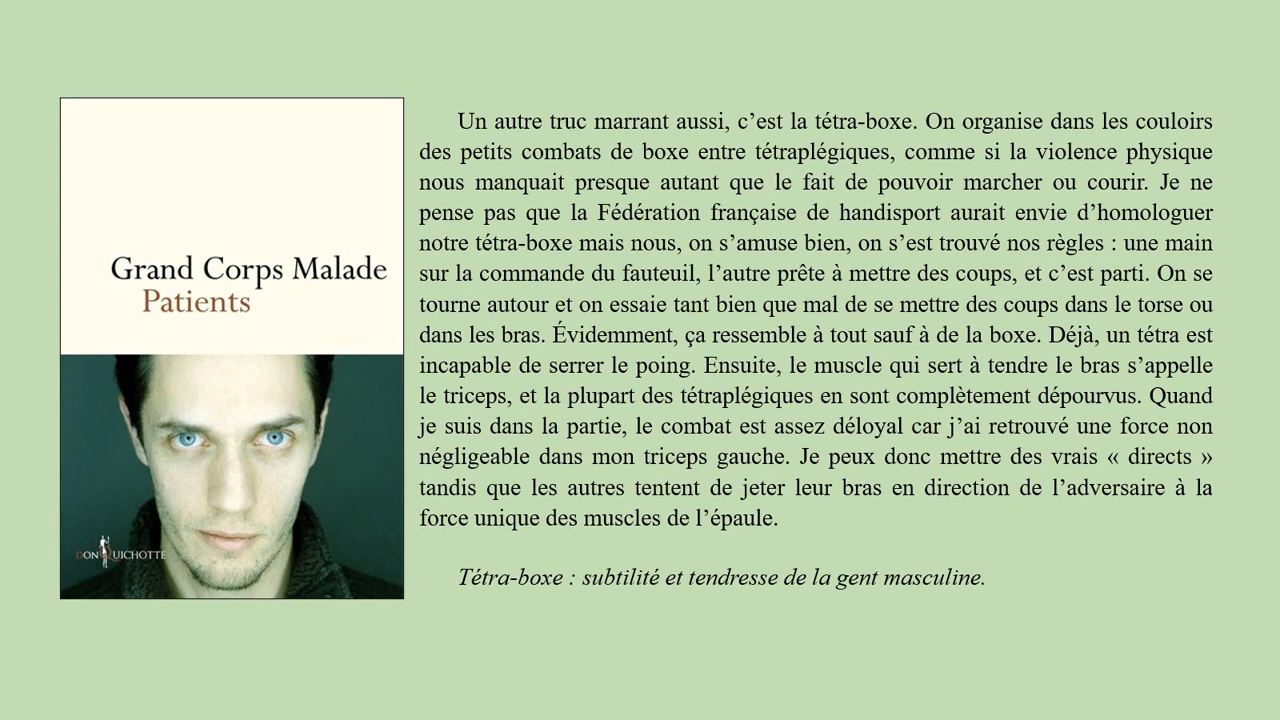 Grand Corps Malade
Patients
DON QUICHOTTE
Un autre truc marrant aussi, c’est la tétra-boxe. On organise dans les couloirs
des petits combats de boxe entre tétraplégiques, comme si la violence physique
nous manquait presque autant que le fait de pouvoir marcher ou courir. Je ne
pense pas que la Fédération française de handisport aurait envie d’homologuer
notre tétra-boxe mais nous, on s’amuse bien, on s’est trouvé nos règles : une main
sur la commande du fauteuil, l’autre prête à mettre des coups, et c’est parti. On se
tourne autour et on essaie tant bien que mal de se mettre des coups dans le torse ou
dans les bras. Évidemment, ça ressemble à tout sauf à de la boxe. Déjà, un tétra est
incapable de serrer le poing. Ensuite, le muscle qui sert à tendre le bras s’appelle
le triceps, et la plupart des tétraplégiques en sont complètement dépourvus. Quand
je suis dans la partie, le combat est assez déloyal car j’ai retrouvé une force non
négligeable dans mon triceps gauche. Je peux donc mettre des vrais « directs »
tandis que les autres tentent de jeter leur bras en direction de l’adversaire à la
force unique des muscles de l’épaule.
Tétra-boxe : subtilité et tendresse de la gent masculine.